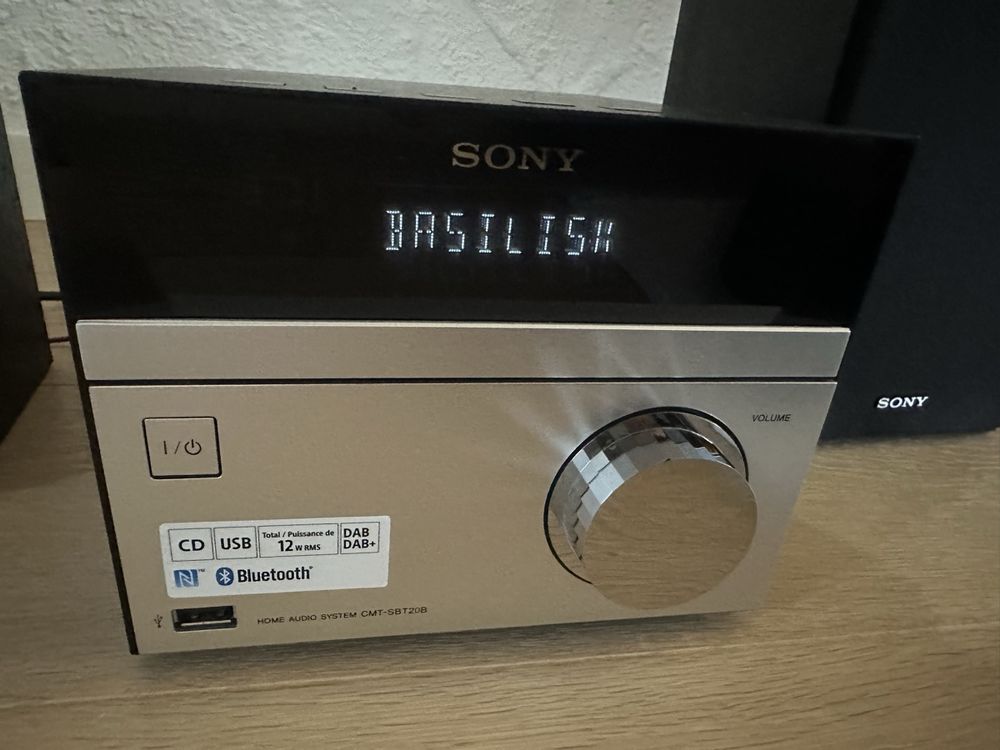 SONY
BASILISK
VOLUME
I/⏻
CD USB Total / Puissance de 12 W RMS DAB DAB+
N™ Bluetooth®
HOME AUDIO SYSTEM CMT-SBT20B
SONY